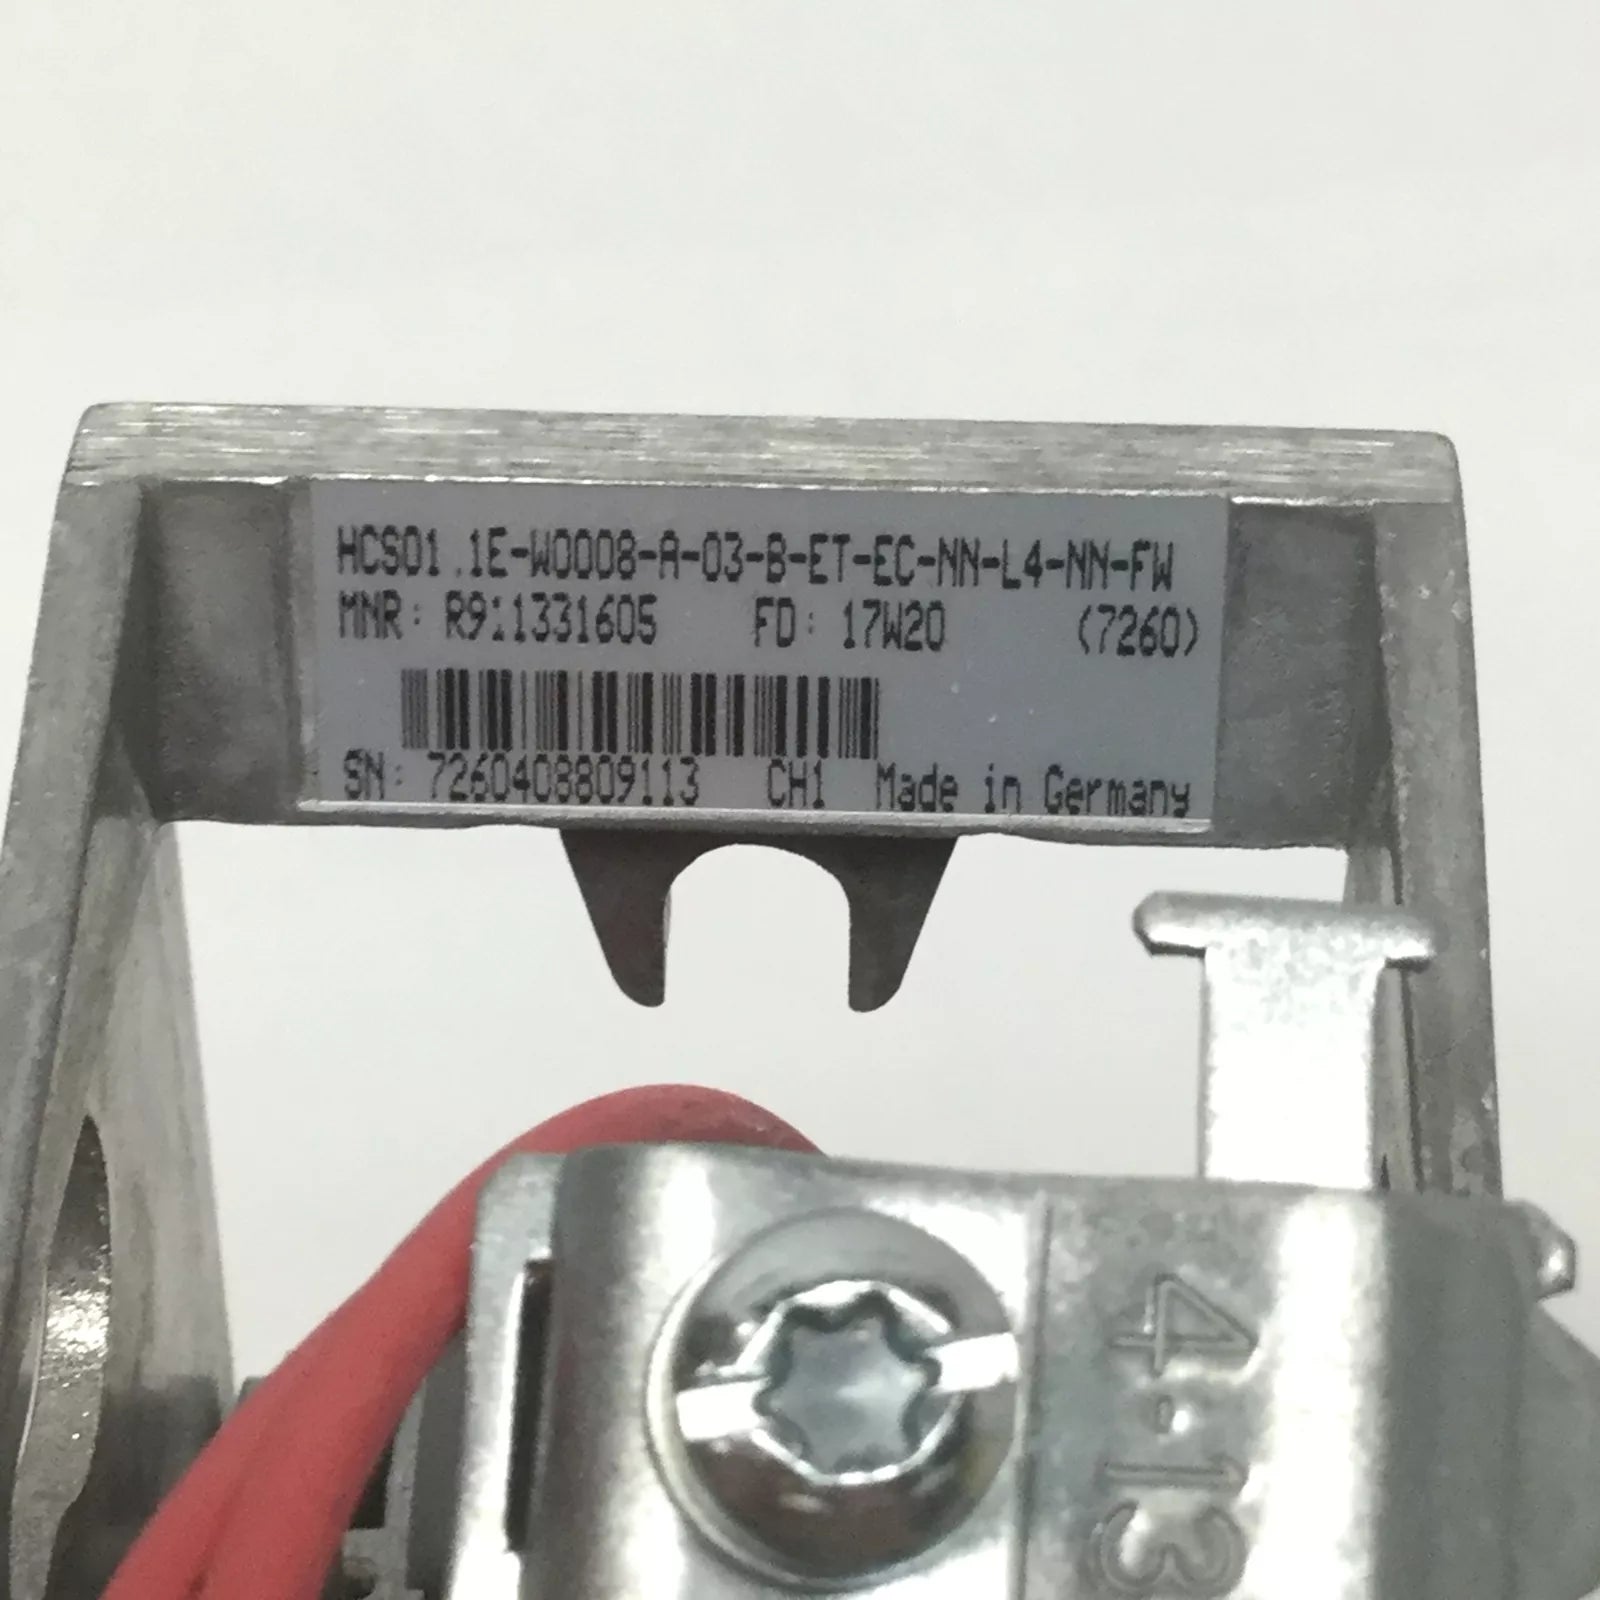 HCS01.1E-W0008-A-03-B-ET-EC-NN-L4-NN-FW
MNR: R911331605 FD: 17W20 (7260)
SN: 7260408809113 CH1 Made in Germany
4-13